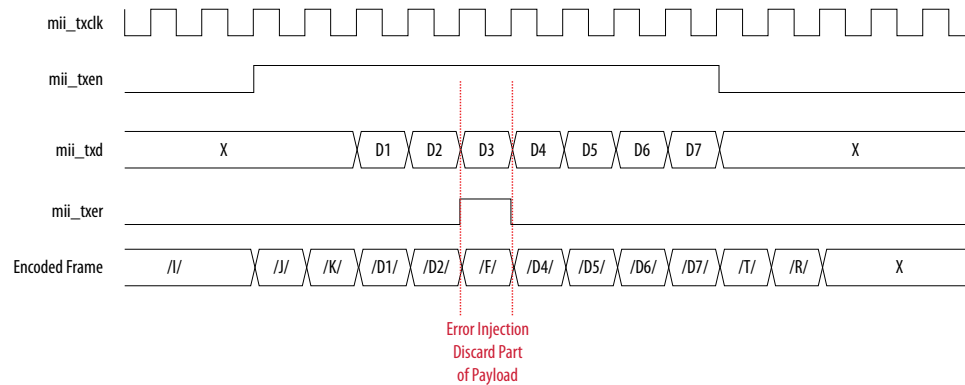 mii_txclk
mii_txen
mii_txd X D1 D2 D3 D4 D5 D6 D7 X
mii_txer
Encoded Frame /I/ /J/ /K/ /D1/ /D2/ /F/ /D4/ /D5/ /D6/ /D7/ /T/ /R/ X
Error Injection
Discard Part
of Payload